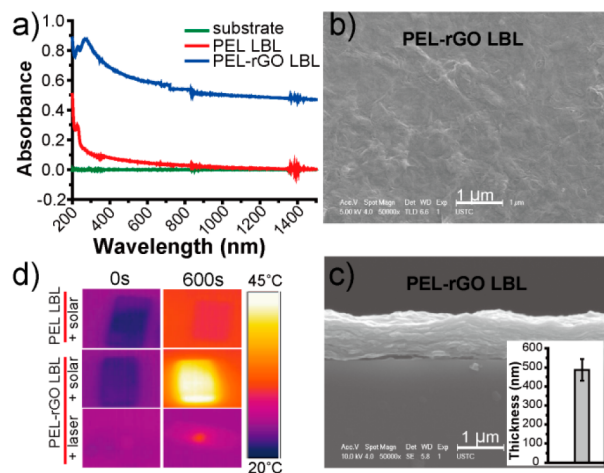 a)
substrate
PEL LBL
PEL-rGO LBL
1.0
0.8
0.6
0.4
0.2
0.0
-0.2
Absorbance
200
400
600
800
1000
1200
1400
Wavelength (nm)
b)
PEL-rGO LBL
Acc.V Spot Magn Det WD Exp
5.00 kV 4.0 50000x TLD 6.6 1
1 µm
1 µm
USTC
d)
0s 600s
PEL LBL
+ solar
PEL-rGO LBL
+ solar
+laser
45°C
20°C
c)
PEL-rGO LBL
Acc.V Spot Magn Det WD Exp
10.0 kV 4.0 50000x SE 5.8 1
1 µm
USTC
Thickness (nm)
600
500
400
300
200
100
0